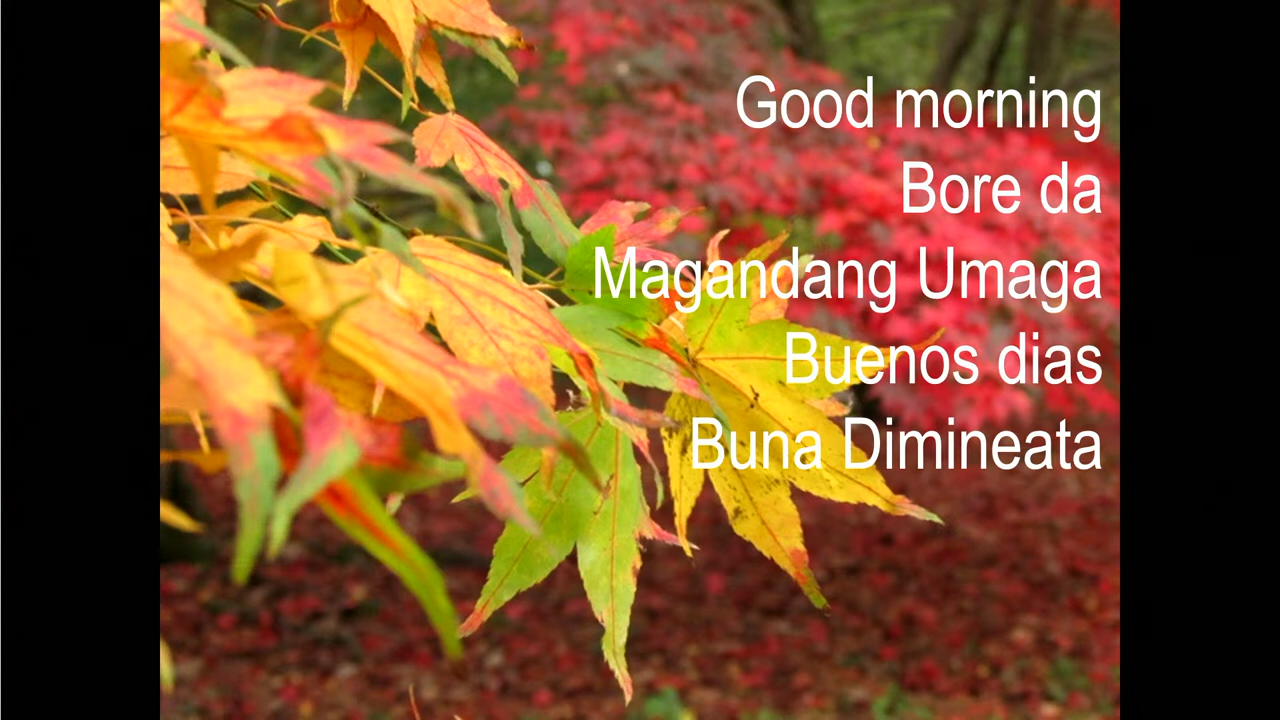 Good morning
Bore da
Magandang Umaga
Buenos dias
Buna Dimineata